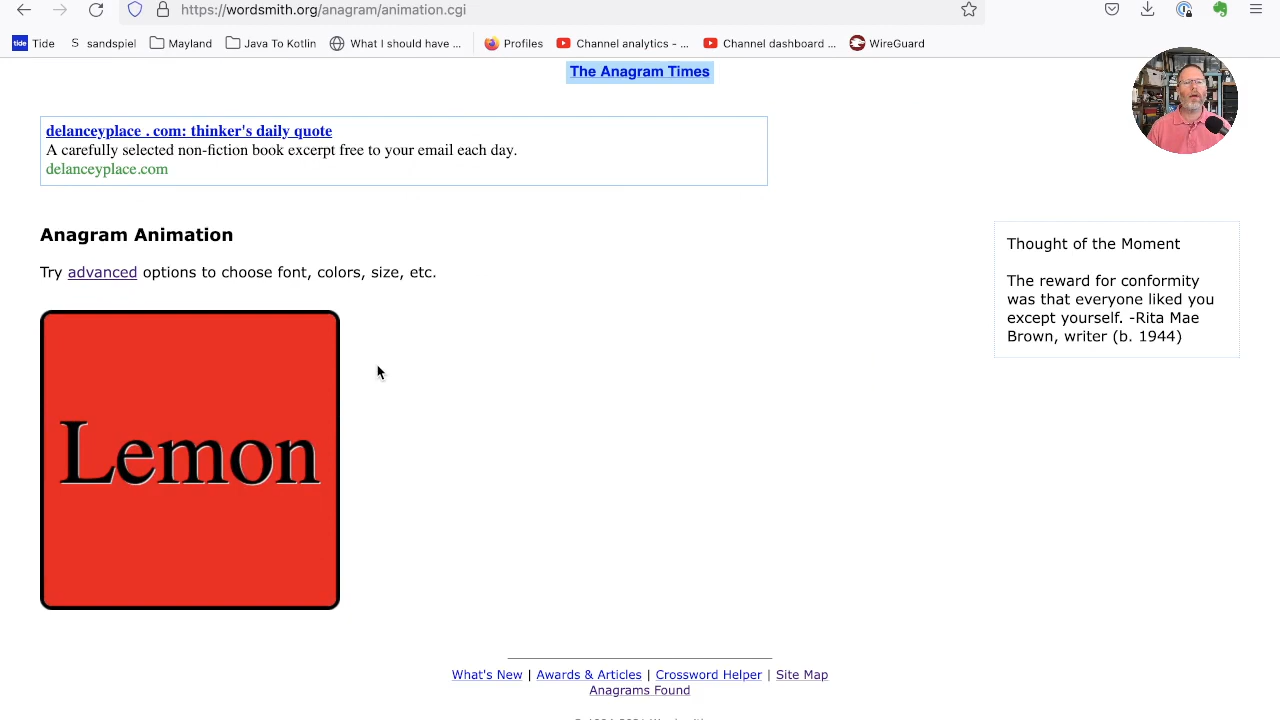 https://wordsmith.org/anagram/animation.cgi
tide Tide S sandspiel Mayland Java To Kotlin What I should have ... Profiles Channel analytics - ... Channel dashboard ... WireGuard
The Anagram Times
delanceyplace . com: thinker's daily quote
A carefully selected non-fiction book excerpt free to your email each day.
delanceyplace.com
Anagram Animation
Try advanced options to choose font, colors, size, etc.
Lemon
Thought of the Moment
The reward for conformity
was that everyone liked you
except yourself. -Rita Mae
Brown, writer (b. 1944)
What's New | Awards & Articles | Crossword Helper | Site Map
Anagrams Found